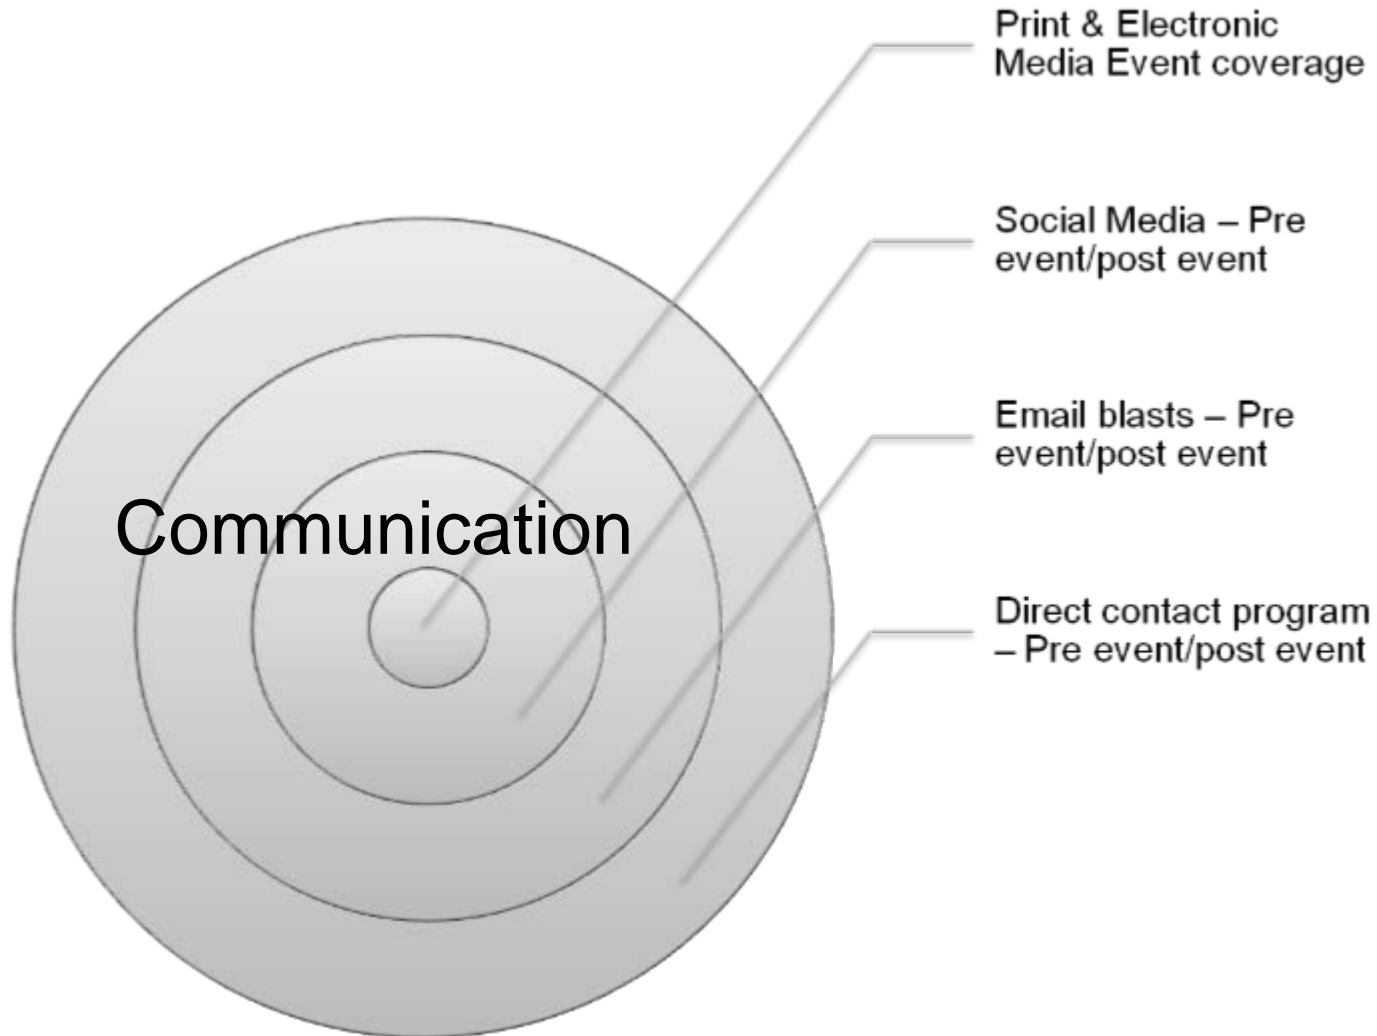 Print & Electronic
Media Event coverage
Social Media – Pre
event/post event
Email blasts – Pre
event/post event
Communication
Direct contact program
– Pre event/post event